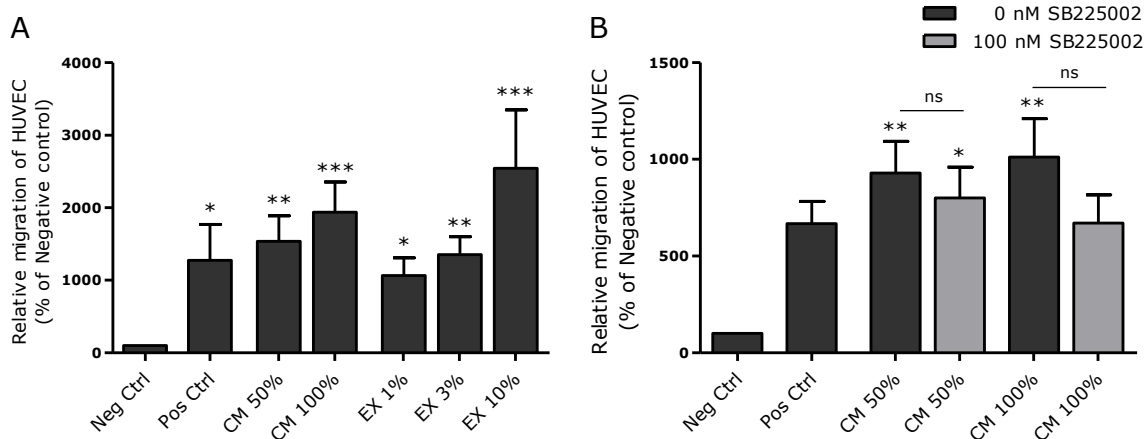 A
Relative migration of HUVEC
(% of Negative control)
4000
3000
2000
1000
0
*
**
***
*
**
***
Neg Ctrl
Pos Ctrl
CM 50%
CM 100%
EX 1%
EX 3%
EX 10%
B
0 nM SB225002
100 nM SB225002
Relative migration of HUVEC
(% of Negative control)
1500
1000
500
0
**
ns
*
**
ns
Neg Ctrl
Pos Ctrl
CM 50%
CM 50%
CM 100%
CM 100%